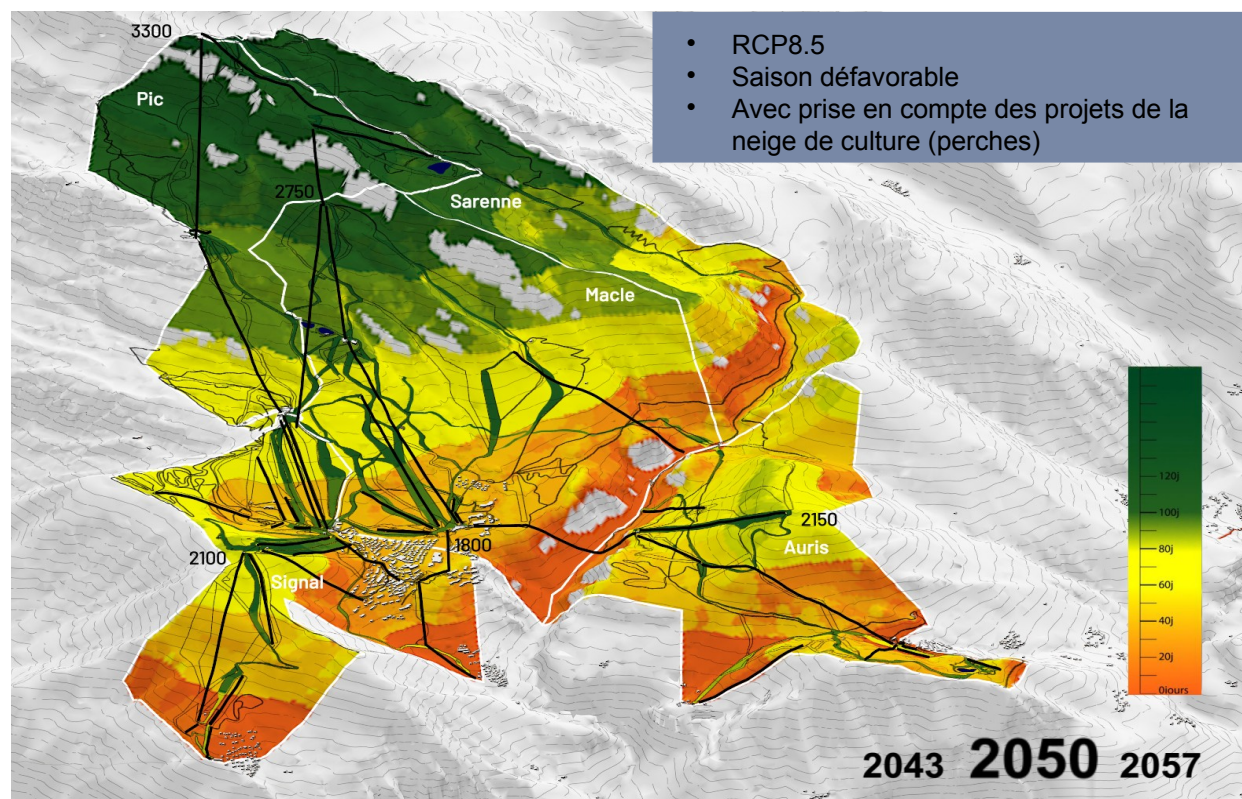 • RCP8.5
• Saison défavorable
• Avec prise en compte des projets de la
neige de culture (perches)
3300
Pic
2750
Sarenne
Macle
120j
100j
80j
60j
40j
20j
0jours
2150
Auris
1800
2100
Signal
2043 2050 2057